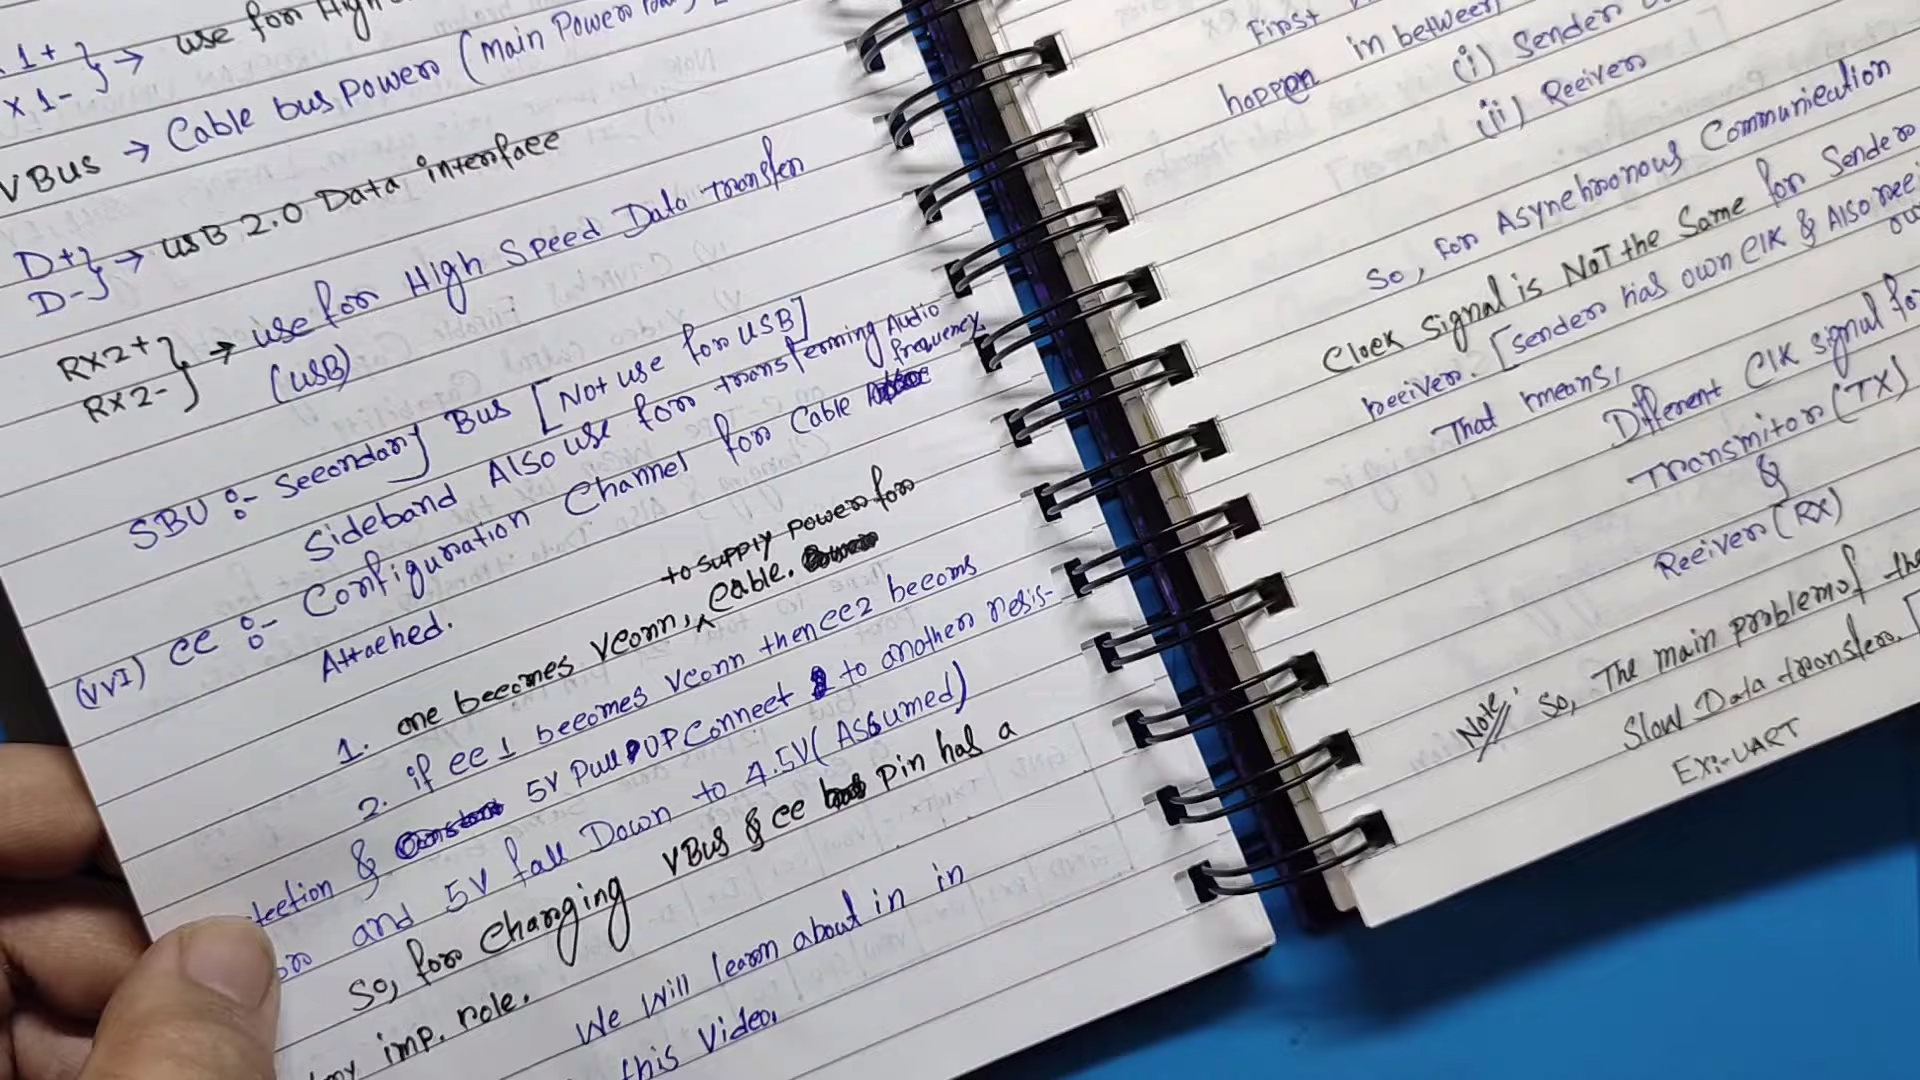 1+ } → use for High
x 1- }
VBus → Cable bus Power (Main Power
D+ } → USB 2.0 Data interface
D- }
RX2+ } → use for High Speed Data transfer
RX2- } (USB)
SBU :- Secondary Bus [Not use for USB]
Sideband Also use for transferring Audio frequency
(vvi) CC :- Configuration Channel for Cable
Attached.
1. one becomes Vconn, to supply power for cable.
2. if CC1 becomes Vconn then CC2 becoms
tection & 5V Pull UP Connect to another resis-
tor and 5V fall Down to 4.5V (Assumed)
So, for charging VBus & CC Pin has a
imp. role.
We will learn about in in
this Video.
First
happen in between
(i) Sender
(ii) Reeiver
So, For Asynchronous Communication
Clock Signal is NOT the Same for Sender
reeiver. [sender has own CLK & Also
That means,
Different CLK signal for
Transmitor (TX)
&
Reeiver (RX)
Note: So, The main problem of the
Slow Data transfer. [
EX:-UART